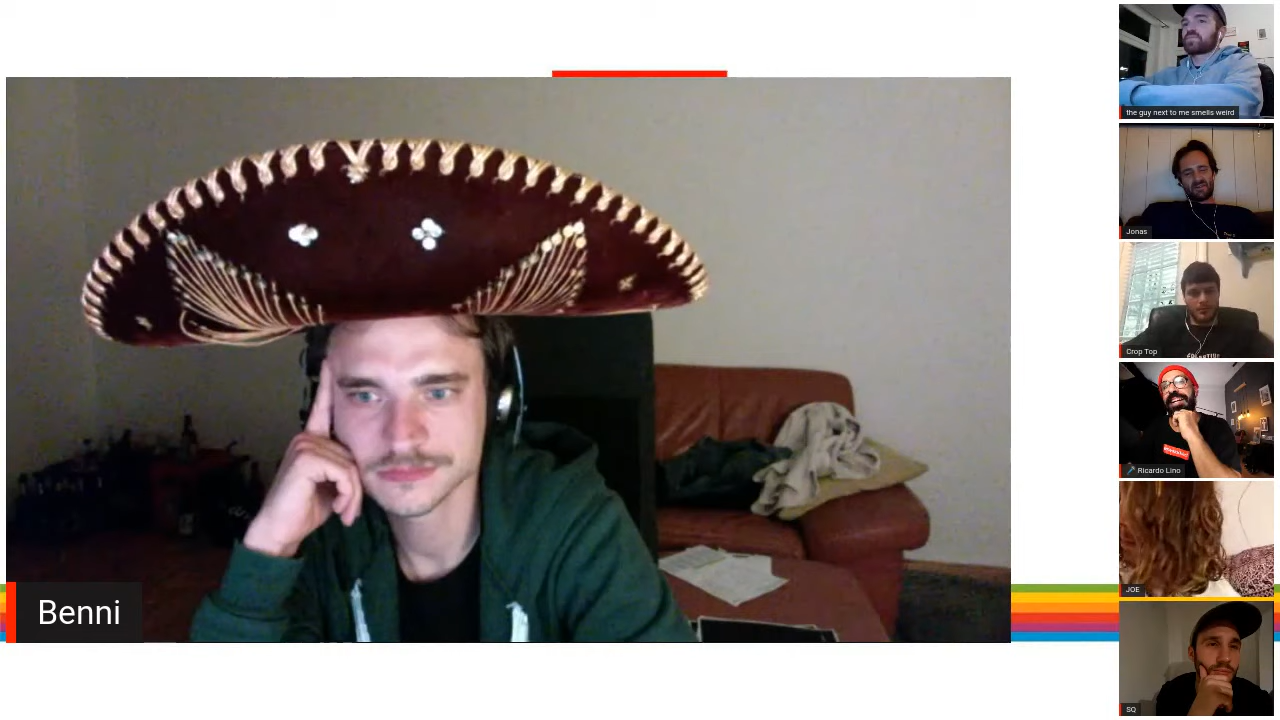 Benni
the guy next to me smells weird
Jonas
Crop Top
Ricardo Lino
JOE
SQ